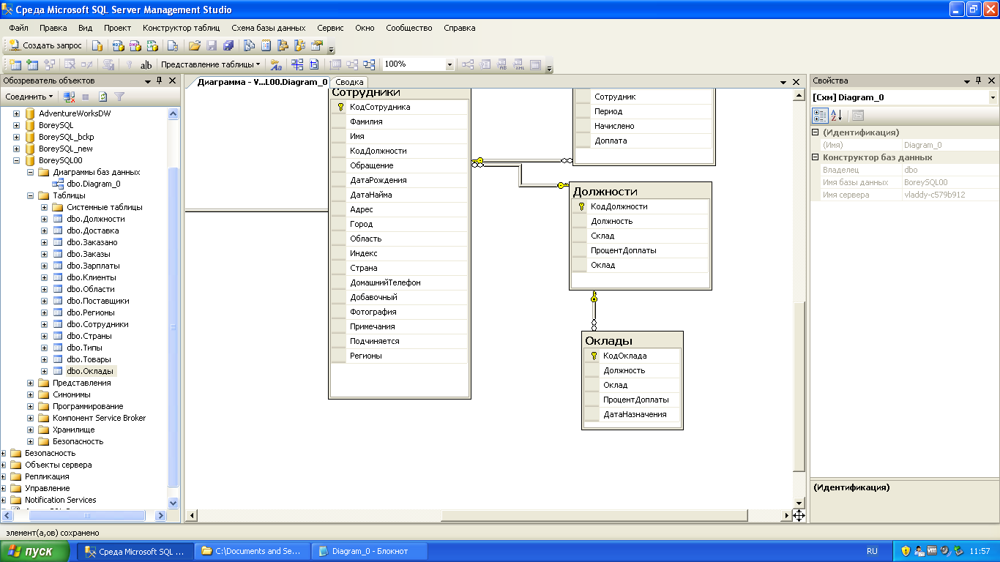 Среда Microsoft SQL Server Management Studio
Файл Правка Вид Проект Конструктор таблиц Схема базы данных Сервис Окно Сообщество Справка
Создать запрос
Представление таблицы 100%
Обозреватель объектов
Соединить
AdventureWorksDW
BoreySQL
BoreySQL_bckp
BoreySQL_new
BoreySQL00
Диаграммы баз данных
dbo.Diagram_0
Таблицы
Системные таблицы
dbo.Должности
dbo.Доставка
dbo.Заказано
dbo.Заказы
dbo.Зарплаты
dbo.Клиенты
dbo.Области
dbo.Поставщики
dbo.Регионы
dbo.Сотрудники
dbo.Страны
dbo.Типы
dbo.Товары
dbo.Оклады
Представления
Синонимы
Программирование
Компонент Service Broker
Хранилище
Безопасность
Безопасность
Объекты сервера
Репликация
Управление
Notification Services
Диаграмма - V...L00.Diagram_0 Сводка
Сотрудники
КодСотрудника
Фамилия
Имя
КодДолжности
Обращение
ДатаРождения
ДатаНайма
Адрес
Город
Область
Индекс
Страна
ДомашнийТелефон
Добавочный
Фотография
Примечания
Подчиняется
Регионы
Сотрудник
Период
Начислено
Доплата
Должности
КодДолжности
Должность
Склад
ПроцентДоплаты
Оклад
Оклады
КодОклада
Должность
Оклад
ПроцентДоплаты
ДатаНазначения
Свойства
[Схм] Diagram_0
(Идентификация)
(Имя) Diagram_0
Конструктор баз данных
Владелец dbo
Имя базы данных BoreySQL00
Имя сервера vladdy-c579b912
(Идентификация)
элемент(а,ов) сохранено
пуск Среда Microsoft SQL ... C:\Documents and Se... Diagram_0 - Блокнот RU 11:57